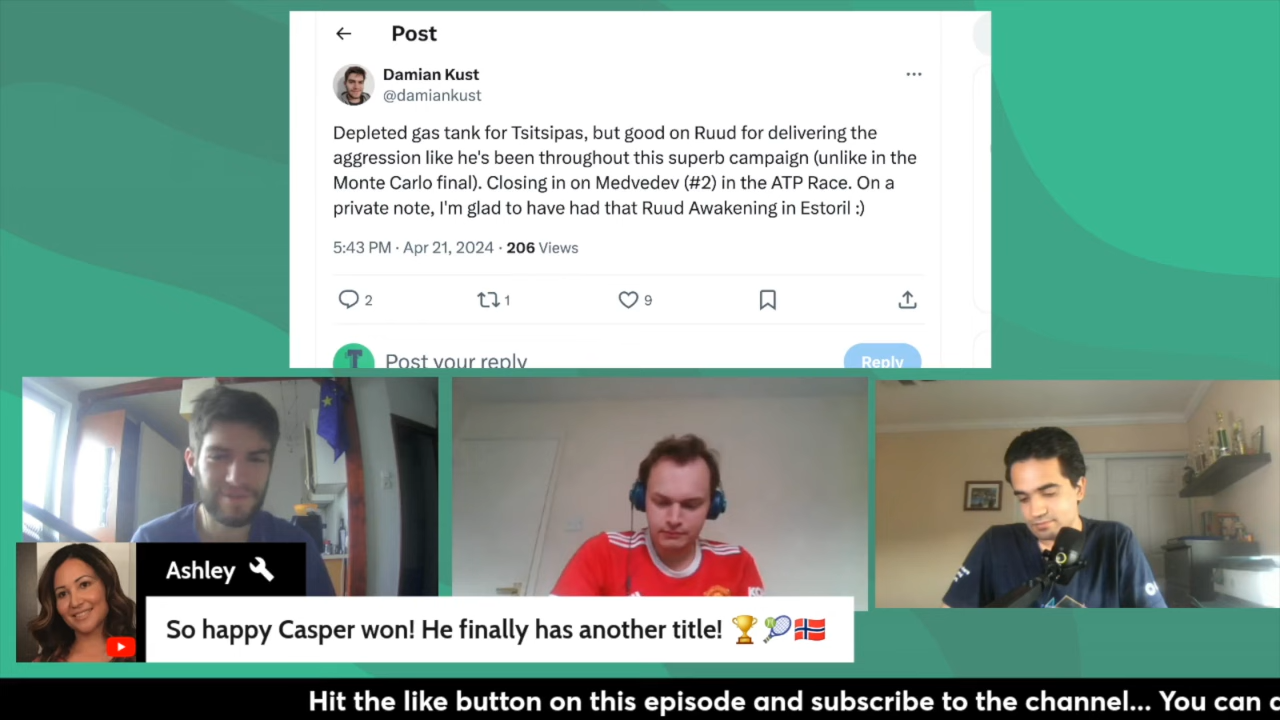 Post
Damian Kust
@damiankust
Depleted gas tank for Tsitsipas, but good on Ruud for delivering the
aggression like he's been throughout this superb campaign (unlike in the
Monte Carlo final). Closing in on Medvedev (#2) in the ATP Race. On a
private note, I'm glad to have had that Ruud Awakening in Estoril :)
5:43 PM · Apr 21, 2024 · 206 Views
2
1
9
T
Post your reply
Reply
Ashley
So happy Casper won! He finally has another title! 🏆🎾🇳🇴
Hit the like button on this episode and subscribe to the channel... You can